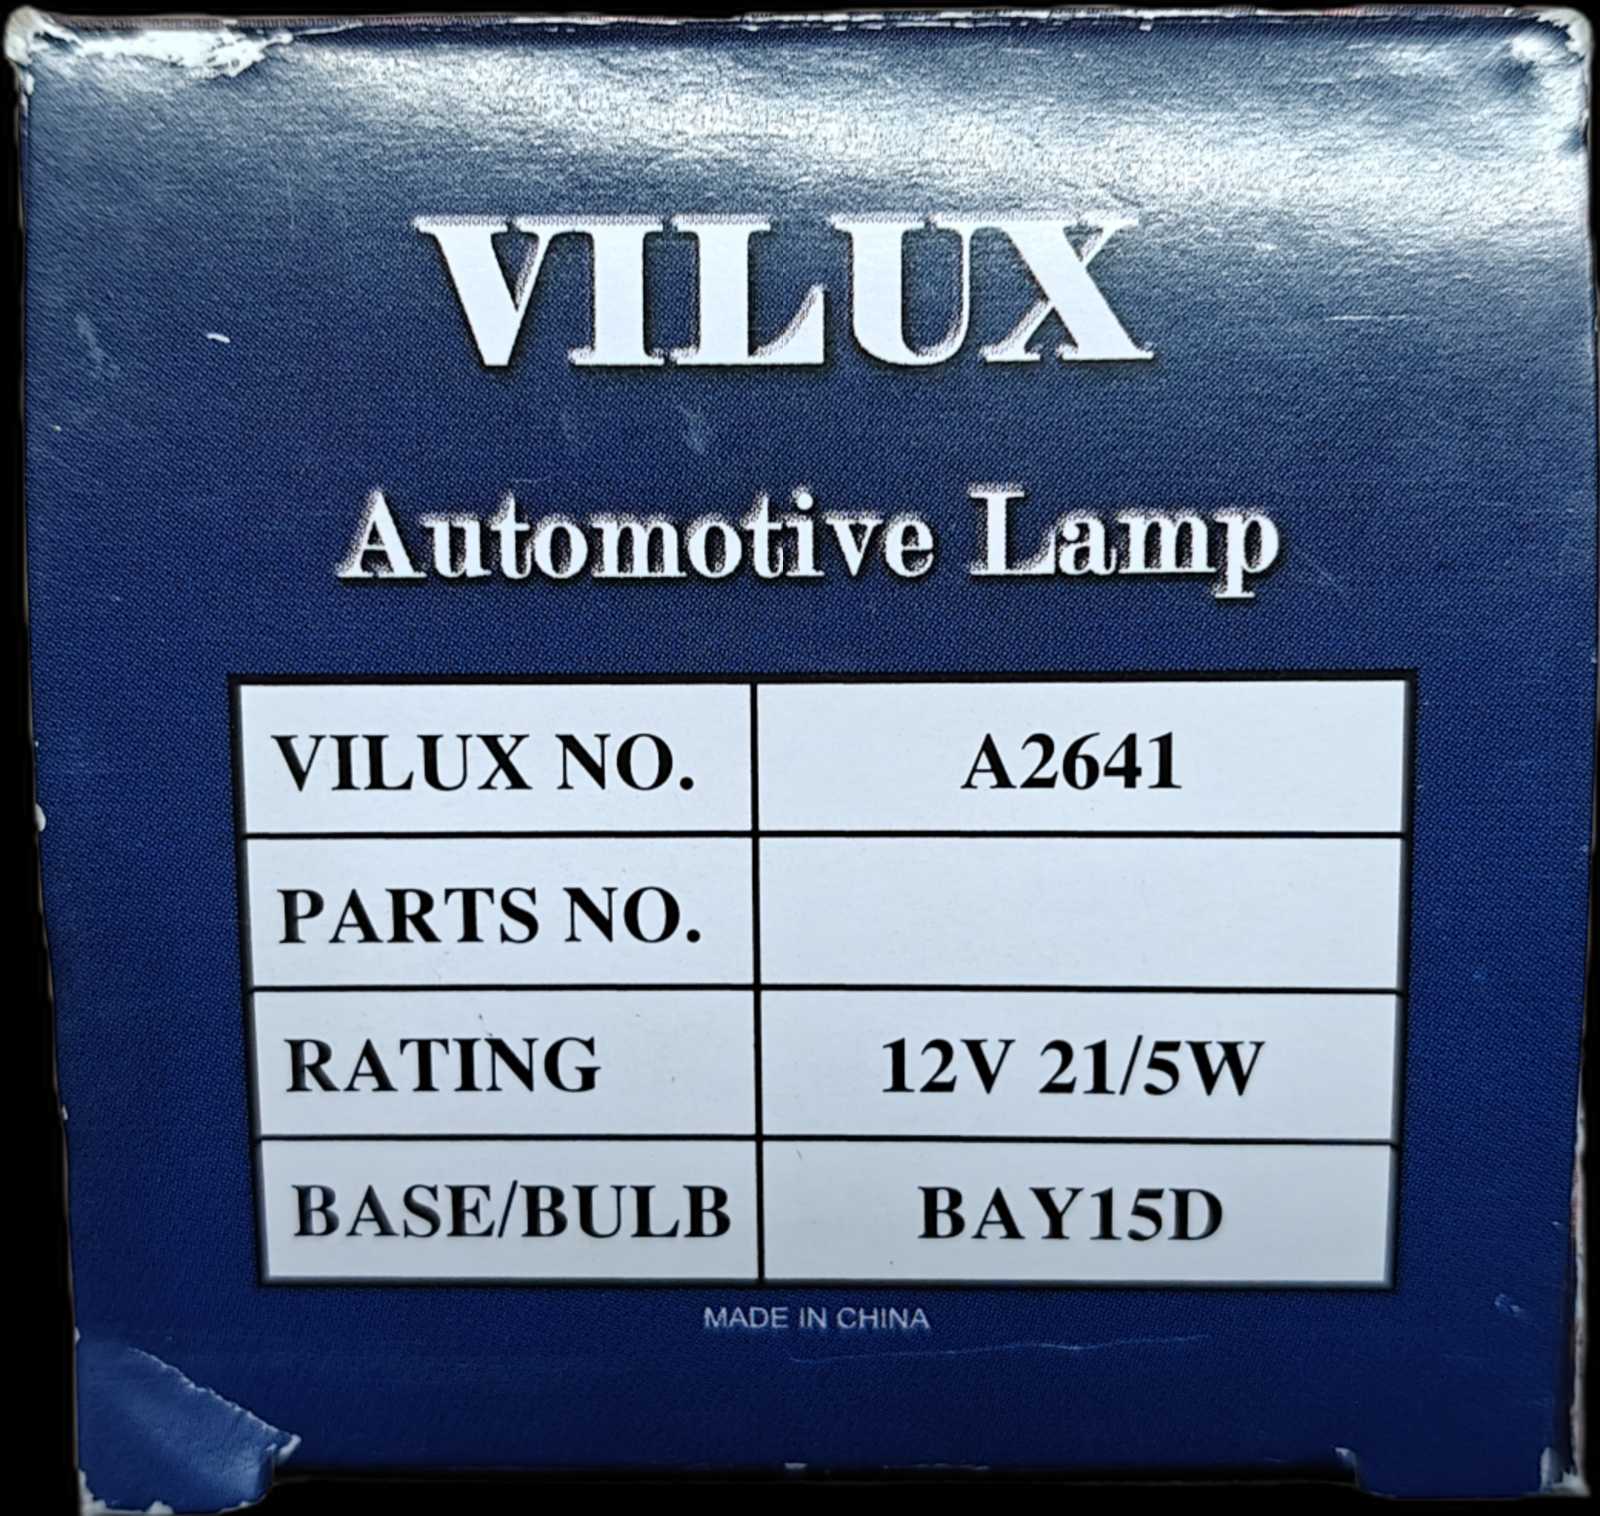 VILUX
Automotive Lamp
VILUX NO. A2641
PARTS NO.
RATING 12V 21/5W
BASE/BULB BAY15D
MADE IN CHINA